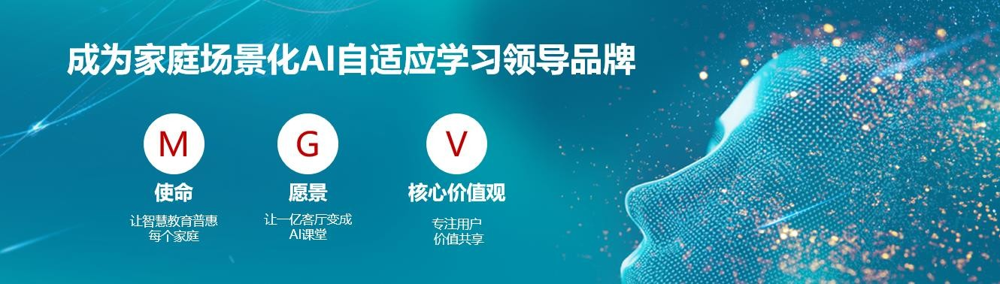 成为家庭场景化AI自适应学习领导品牌
M
G
V
使命
愿景
核心价值观
让智慧教育普惠
每个家庭
让一亿客厅变成
AI课堂
专注用户
价值共享